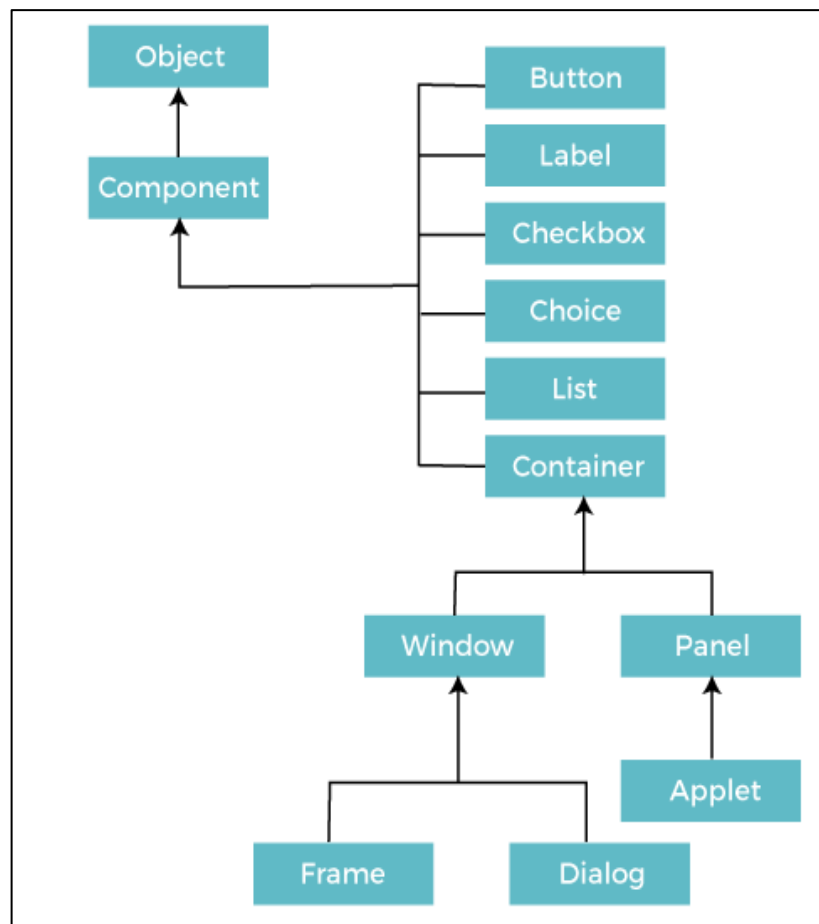 Object
Button
Label
Component
Checkbox
Choice
List
Container
Window
Panel
Applet
Frame
Dialog